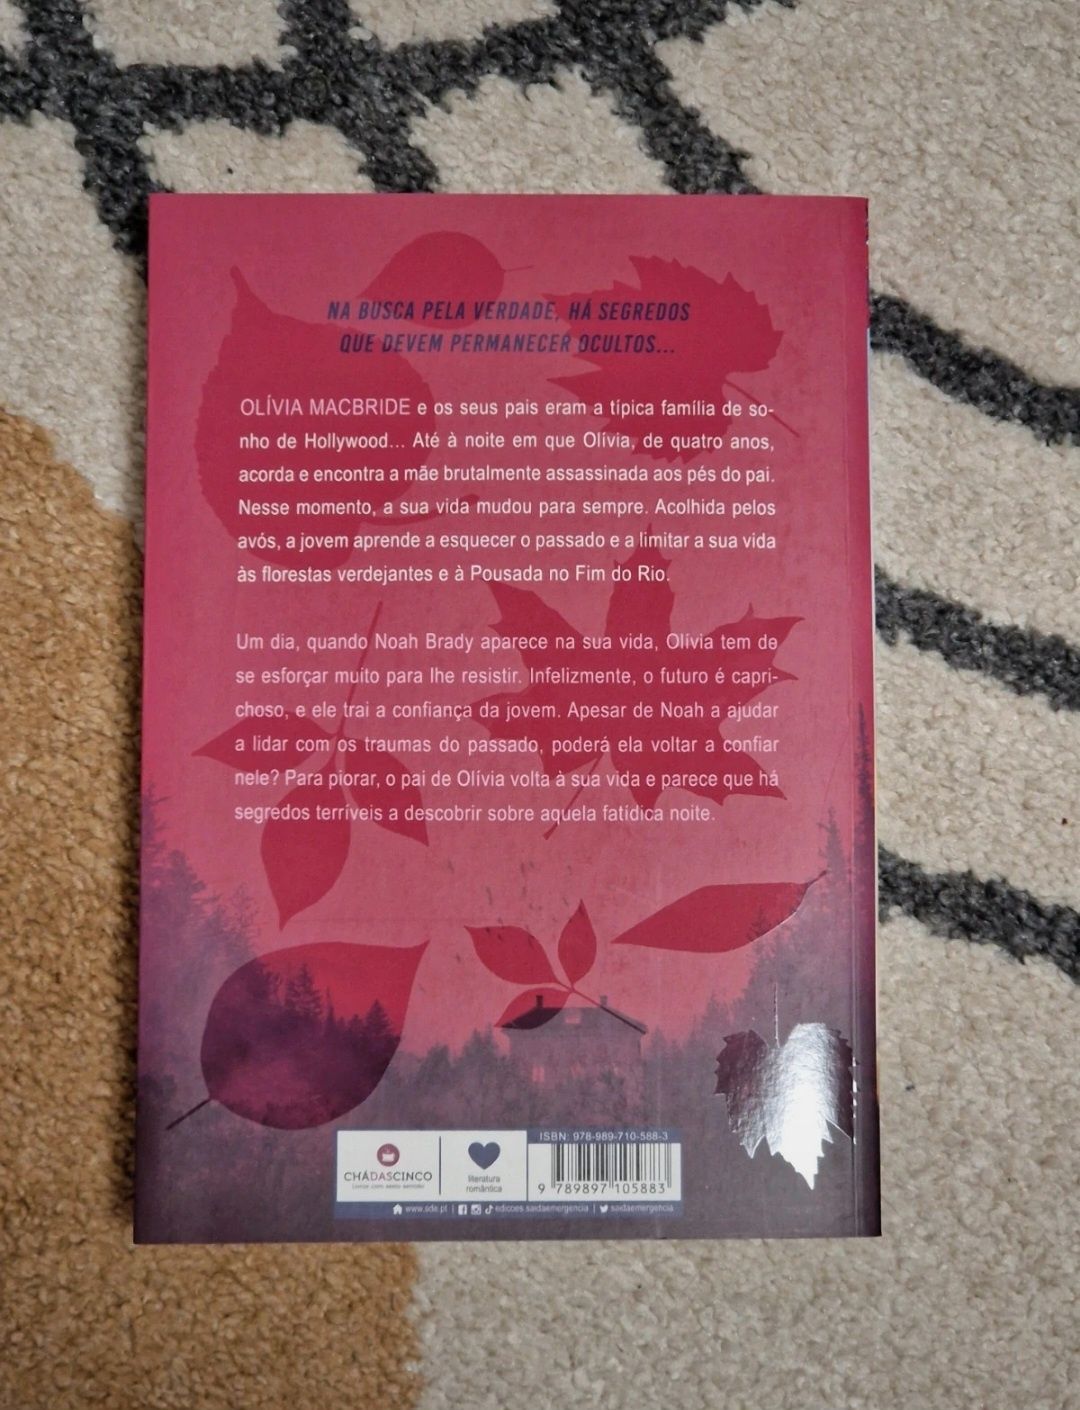 NA BUSCA PELA VERDADE, HÁ SEGREDOS
QUE DEVEM PERMANECER OCULTOS...
OLÍVIA MACBRIDE e os seus pais eram a típica família de so-
nho de Hollywood... Até à noite em que Olívia, de quatro anos,
acorda e encontra a mãe brutalmente assassinada aos pés do pai.
Nesse momento, a sua vida mudou para sempre. Acolhida pelos
avós, a jovem aprende a esquecer o passado e a limitar a sua vida
às florestas verdejantes e à Pousada no Fim do Rio.
Um dia, quando Noah Brady aparece na sua vida, Olívia tem de
se esforçar muito para lhe resistir. Infelizmente, o futuro é capri-
choso, e ele trai a confiança da jovem. Apesar de Noah a ajudar
a lidar com os traumas do passado, poderá ela voltar a confiar
nele? Para piorar, o pai de Olívia volta à sua vida e parece que há
segredos terríveis a descobrir sobre aquela fatídica noite.
ISBN: 978-989-710-588-3
CHÁDASCINCO
livros com sexto sentido
literatura
romântica
9 789897 105883
www.sde.pt | edicoes.saidaemergencia | saidaemergencia